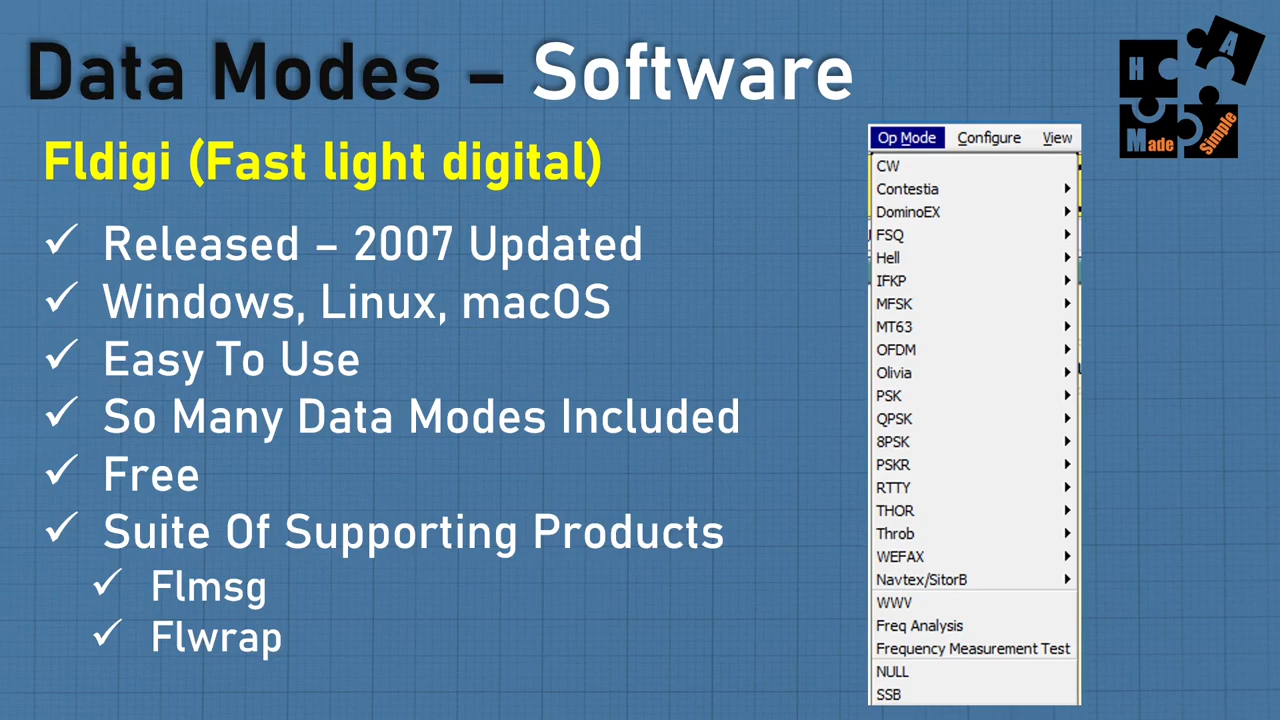 Data Modes – Software
H A
Made Simple
Fldigi (Fast light digital)
✓ Released – 2007 Updated
✓ Windows, Linux, macOS
✓ Easy To Use
✓ So Many Data Modes Included
✓ Free
✓ Suite Of Supporting Products
✓ Flmsg
✓ Flwrap
Op Mode Configure View
CW
Contestia
DominoEX
FSQ
Hell
IFKP
MFSK
MT63
OFDM
Olivia
PSK
QPSK
8PSK
PSKR
RTTY
THOR
Throb
WEFAX
Navtex/SitorB
WWV
Freq Analysis
Frequency Measurement Test
NULL
SSB